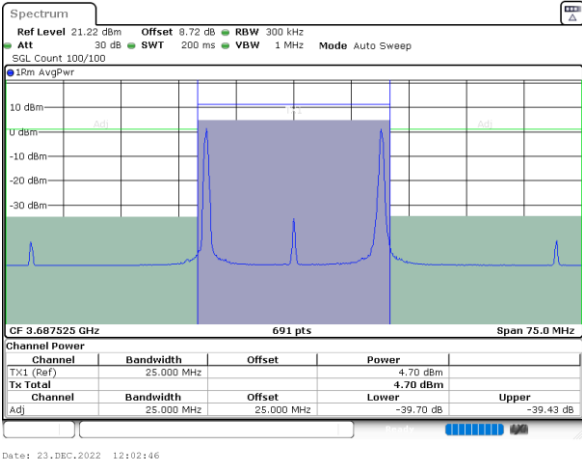 Spectrum
Ref Level 21.22 dBm Offset 8.72 dB RBW 300 kHz
Att 30 dB SWT 200 ms VBW 1 MHz Mode Auto Sweep
SGL Count 100/100
1Rm AvgPwr
10 dBm
Adj Adj
0 dBm
-10 dBm
-20 dBm
-30 dBm
CF 3.687525 GHz 691 pts Span 75.0 MHz
Channel Power
Channel Bandwidth Offset Power
TX1 (Ref) 25.000 MHz 4.70 dBm
Tx Total 4.70 dBm
Channel Bandwidth Offset Lower Upper
Adj 25.000 MHz 25.000 MHz -39.70 dB -39.43 dB
Date: 23.DEC.2022 12:02:46